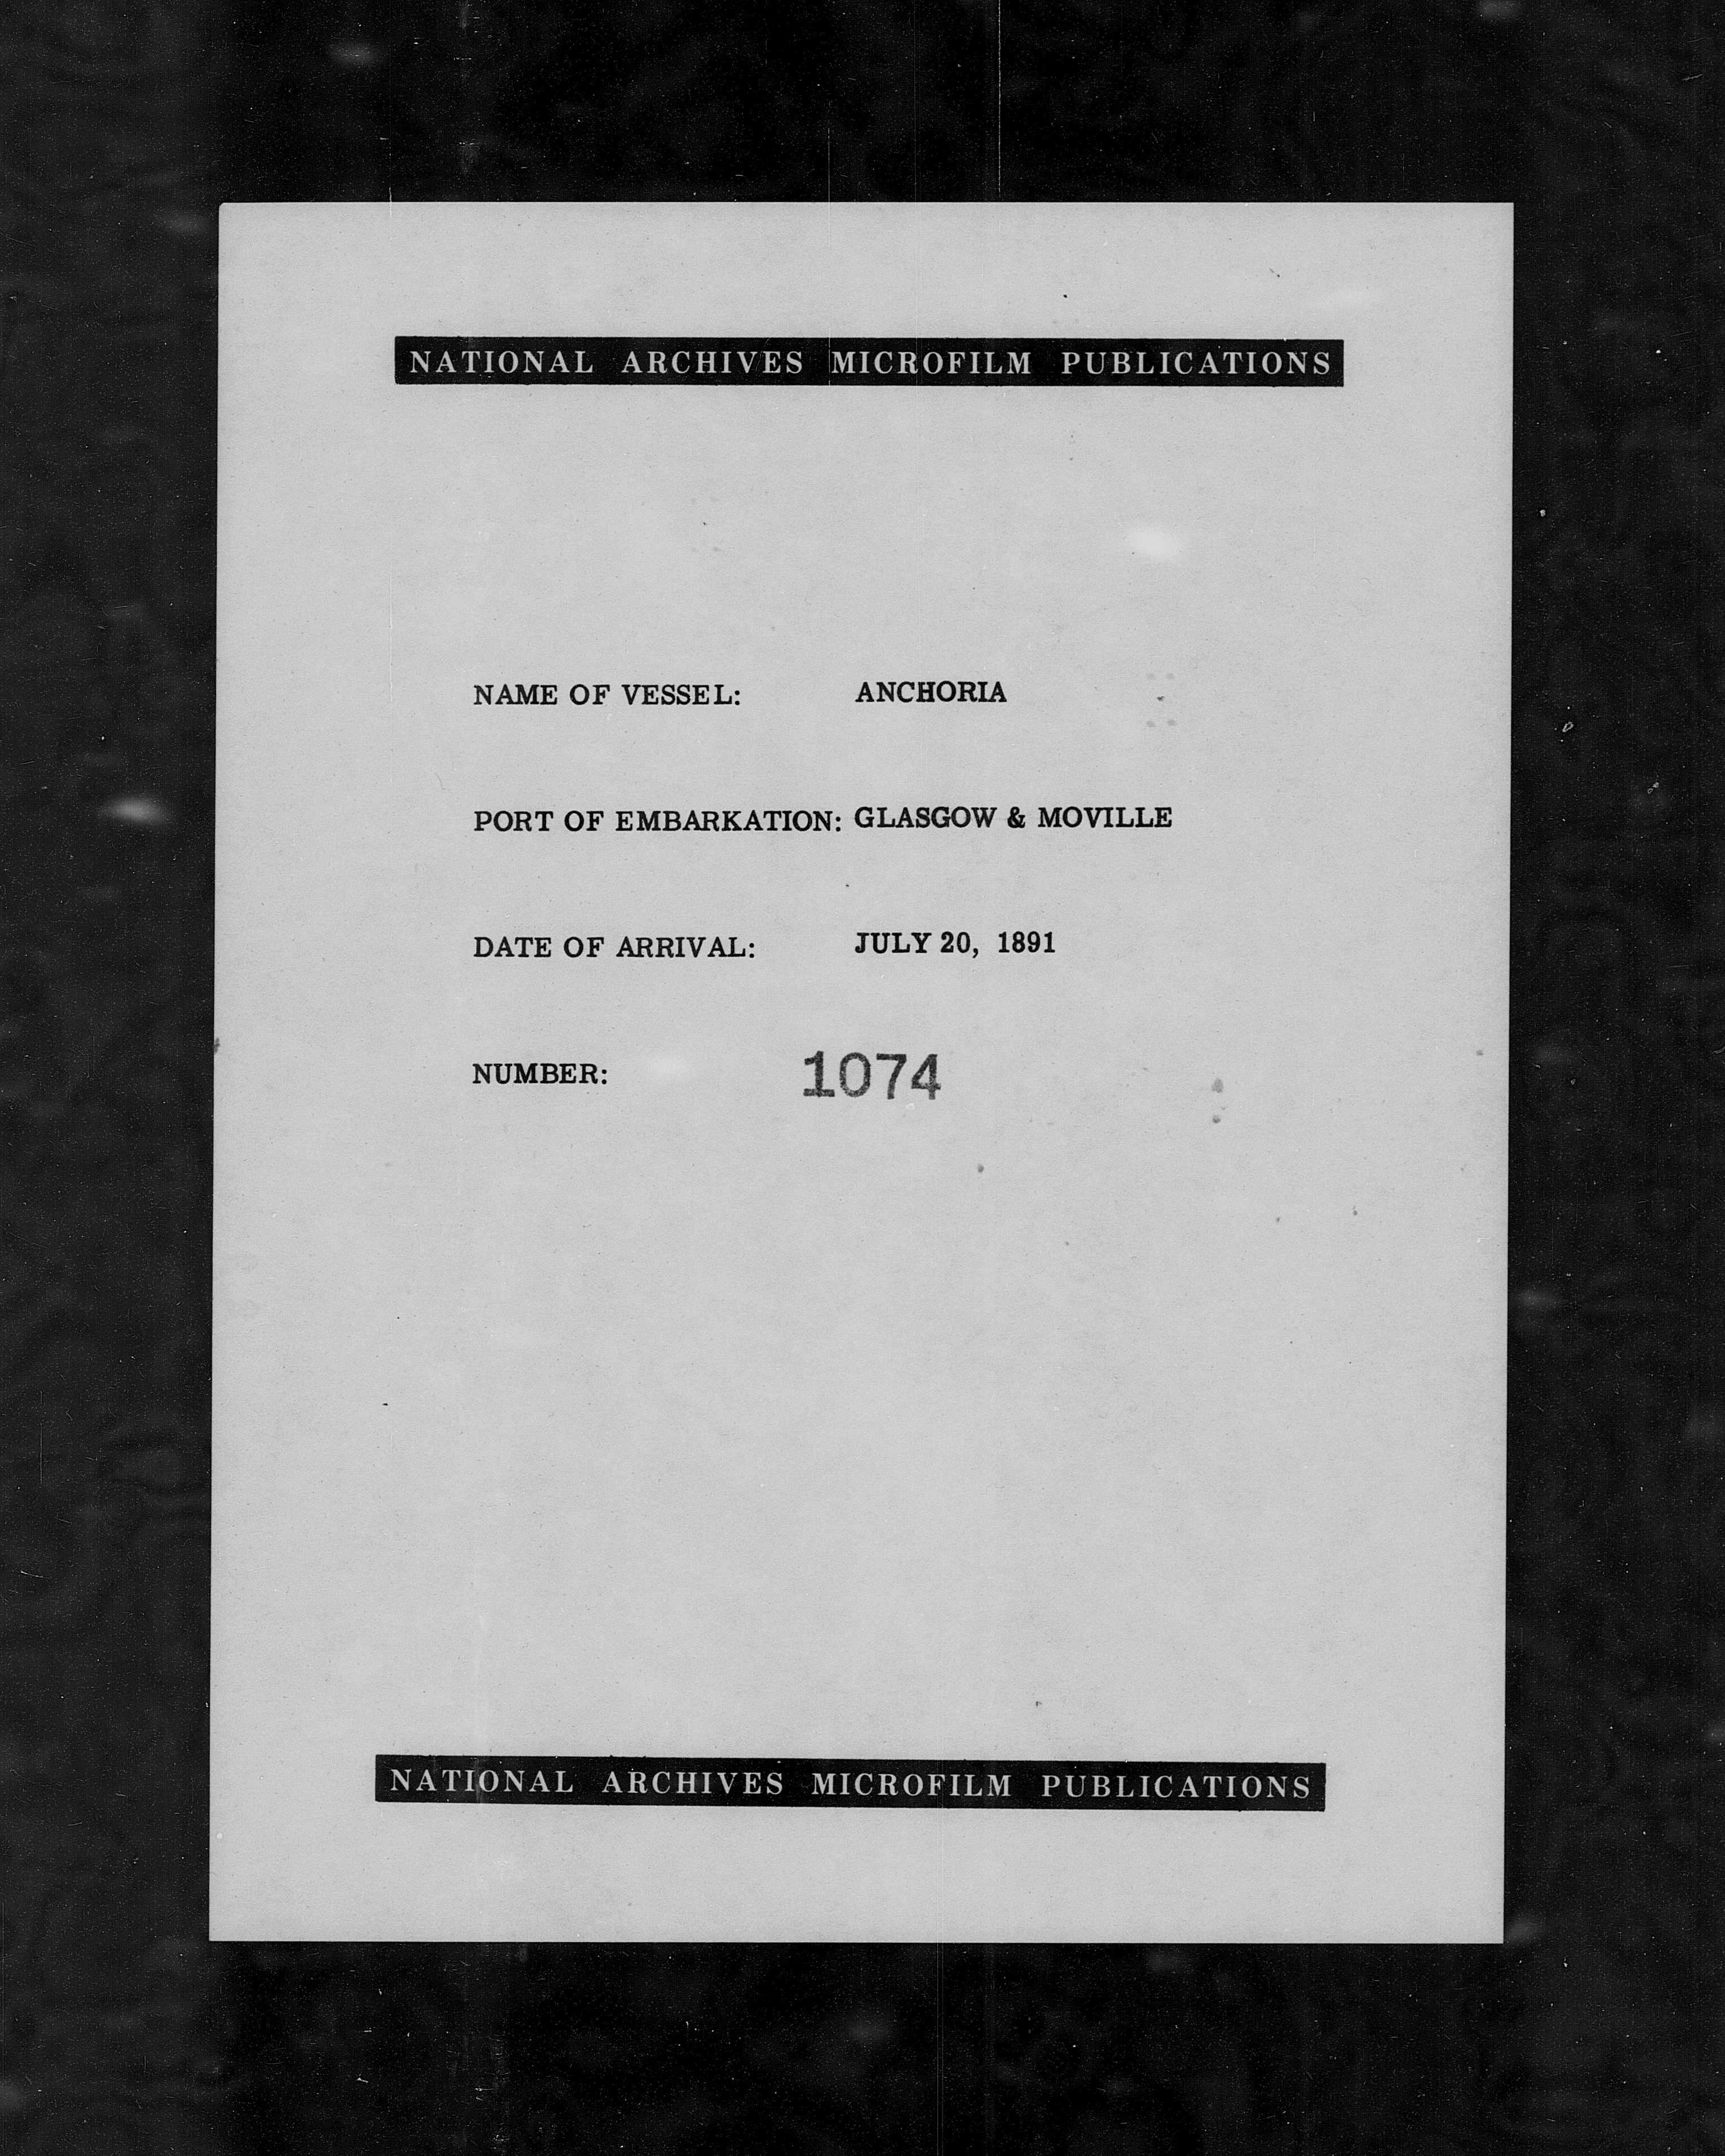 NATIONAL ARCHIVES MICROFILM PUBLICATIONS
NAME OF VESSEL: ANCHORIA
PORT OF EMBARKATION: GLASGOW & MOVILLE
DATE OF ARRIVAL: JULY 20, 1891
NUMBER: 1074
NATIONAL ARCHIVES MICROFILM PUBLICATIONS